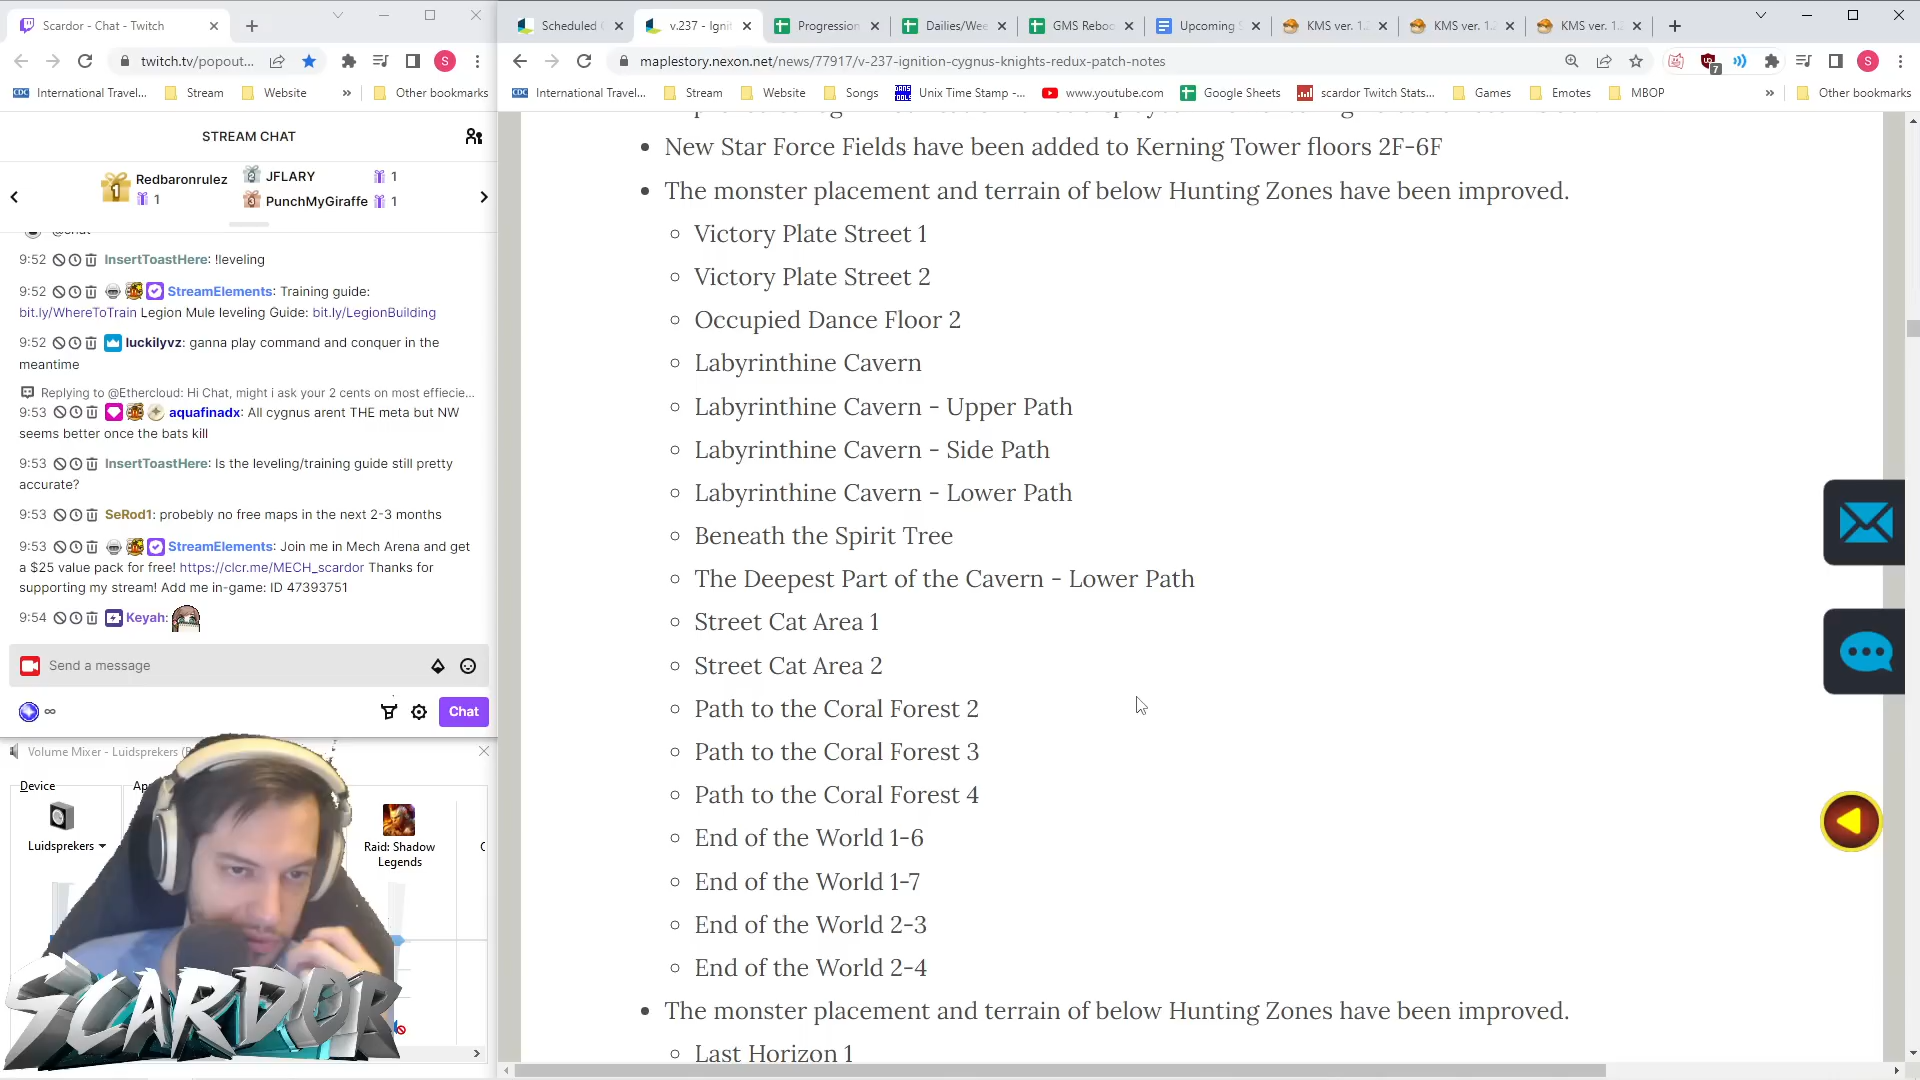 Scardor - Chat - Twitch
Scheduled
v.237 - Ignit
Progression
Dailies/Wee
GMS Reboo
Upcoming S
KMS ver. 1.2
KMS ver. 1.2
KMS ver. 1.2
twitch.tv/popout...
S
maplestory.nexon.net/news/77917/v-237-ignition-cygnus-knights-redux-patch-notes
7
S
CDC International Travel...
Stream
Website
»
Other bookmarks
CDC International Travel...
Stream
Website
Songs
Unix Time Stamp -...
www.youtube.com
Google Sheets
scardor Twitch Stats...
Games
Emotes
MBOP
»
Other bookmarks
STREAM CHAT
1 Redbaronrulez 1
2 JFLARY 1
3 PunchMyGiraffe 1
@chat
9:52 InsertToastHere: !leveling
9:52 StreamElements: Training guide:
bit.ly/WhereToTrain Legion Mule leveling Guide: bit.ly/LegionBuilding
9:52 luckilyvz: ganna play command and conquer in the
meantime
Replying to @Ethercloud: Hi Chat, might i ask your 2 cents on most effiecie...
9:53 aquafinadx: All cygnus arent THE meta but NW
seems better once the bats kill
9:53 InsertToastHere: Is the leveling/training guide still pretty
accurate?
9:53 SeRod1: probebly no free maps in the next 2-3 months
9:53 StreamElements: Join me in Mech Arena and get
a $25 value pack for free! https://clcr.me/MECH_scardor Thanks for
supporting my stream! Add me in-game: ID 47393751
9:54 Keyah:
Send a message
∞
Chat
Volume Mixer - Luidsprekers (
Device
Ap
Luidsprekers
Raid: Shadow
Legends
SCARDOR
New Star Force Fields have been added to Kerning Tower floors 2F-6F
The monster placement and terrain of below Hunting Zones have been improved.
Victory Plate Street 1
Victory Plate Street 2
Occupied Dance Floor 2
Labyrinthine Cavern
Labyrinthine Cavern - Upper Path
Labyrinthine Cavern - Side Path
Labyrinthine Cavern - Lower Path
Beneath the Spirit Tree
The Deepest Part of the Cavern - Lower Path
Street Cat Area 1
Street Cat Area 2
Path to the Coral Forest 2
Path to the Coral Forest 3
Path to the Coral Forest 4
End of the World 1-6
End of the World 1-7
End of the World 2-3
End of the World 2-4
The monster placement and terrain of below Hunting Zones have been improved.
Last Horizon 1